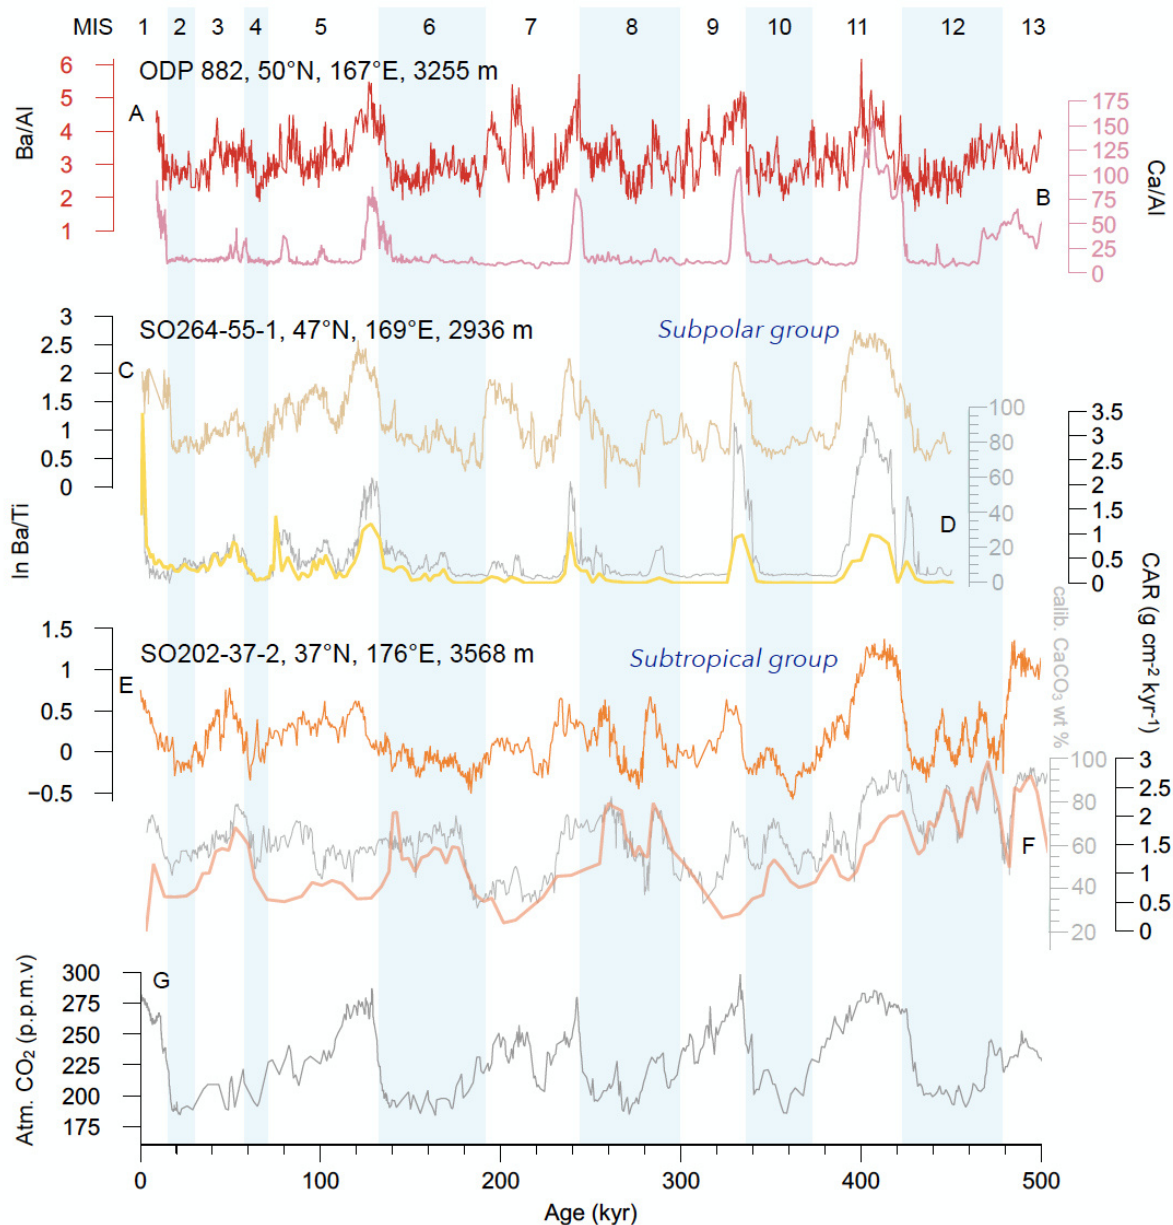 MIS 1 2 3 4 5 6 7 8 9 10 11 12 13
ODP 882, 50°N, 167°E, 3255 m
A
Ba/Al
6
5
4
3
2
1
B
Ca/Al
175
150
125
100
75
50
25
0
SO264-55-1, 47°N, 169°E, 2936 m
Subpolar group
C
3
2.5
2
1.5
1
0.5
0
ln Ba/Ti
D
100
80
60
40
20
0
3.5
3
2.5
2
1.5
1
0.5
0
CAR (g cm-2 kyr-1)
calib. CaCO3 wt %
SO202-37-2, 37°N, 176°E, 3568 m
Subtropical group
E
1.5
1
0.5
0
−0.5
F
100
80
60
40
20
3
2.5
2
1.5
1
0.5
0
G
Atm. CO2 (p.p.m.v)
300
275
250
225
200
175
0 100 200 300 400 500
Age (kyr)